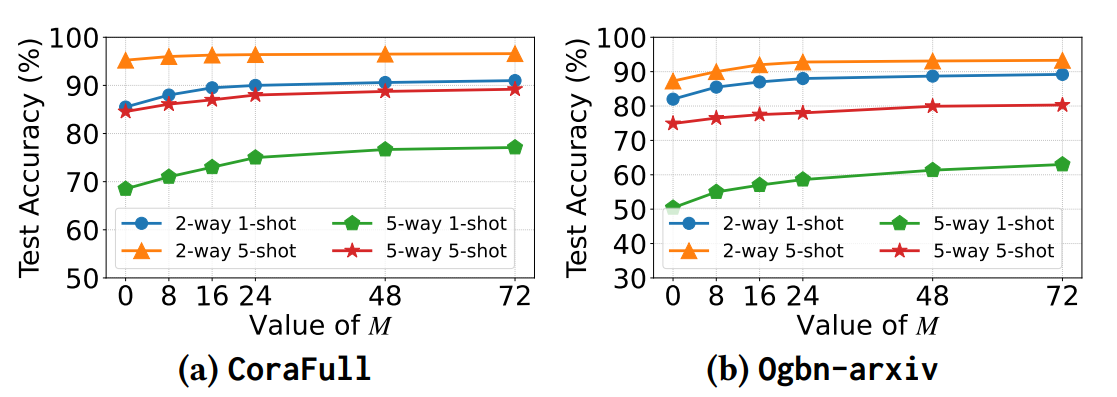 Test Accuracy (%)
100
90
80
70
60
50
2-way 1-shot
5-way 1-shot
2-way 5-shot
5-way 5-shot
0 8 16 24 48 72
Value of M
(a) CoraFull
Test Accuracy (%)
100
90
80
70
60
50
40
30
2-way 1-shot
5-way 1-shot
2-way 5-shot
5-way 5-shot
0 8 16 24 48 72
Value of M
(b) Ogbn-arxiv